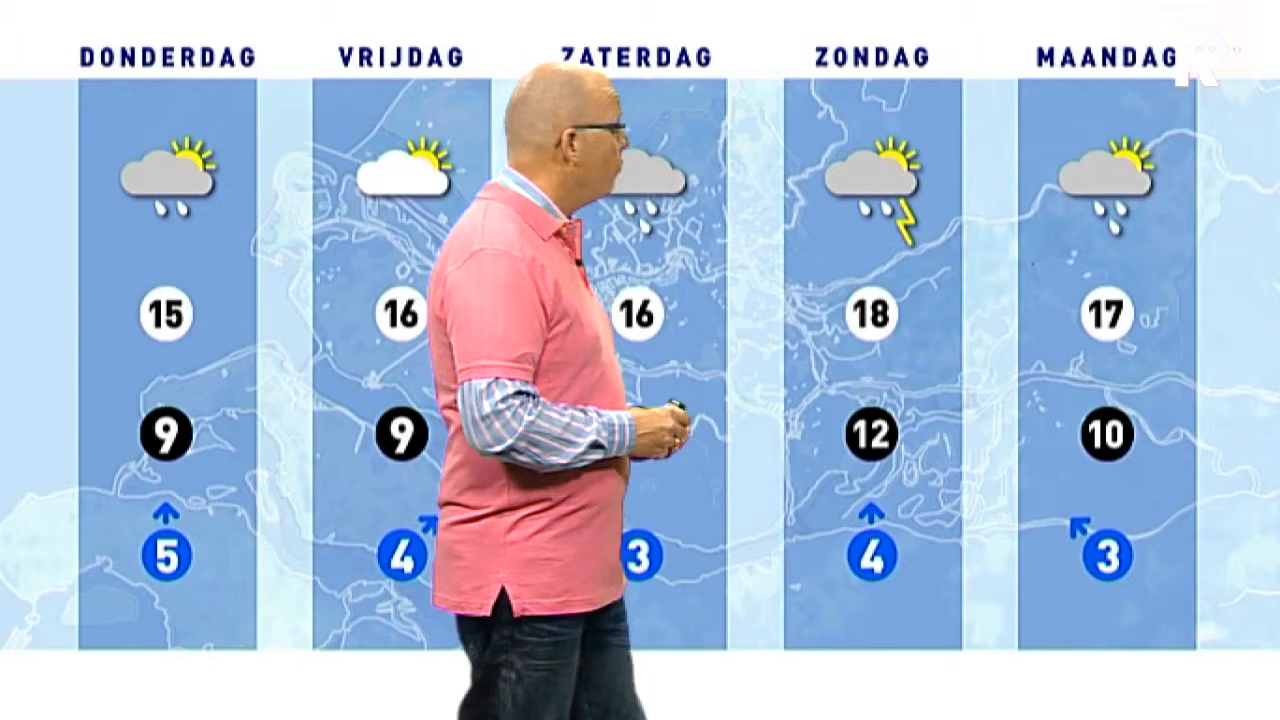 DONDERDAG VRIJDAG ZATERDAG ZONDAG MAANDAG
15 16 16 18 17
9 9 12 10
5 4 3 4 3